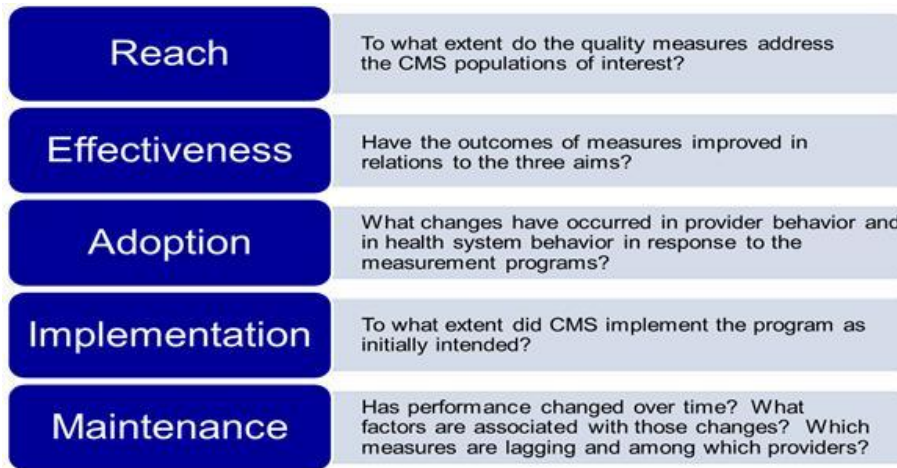 Reach
To what extent do the quality measures address
the CMS populations of interest?
Effectiveness
Have the outcomes of measures improved in
relations to the three aims?
Adoption
What changes have occurred in provider behavior and
in health system behavior in response to the
measurement programs?
Implementation
To what extent did CMS implement the program as
initially intended?
Maintenance
Has performance changed over time? What
factors are associated with those changes? Which
measures are lagging and among which providers?